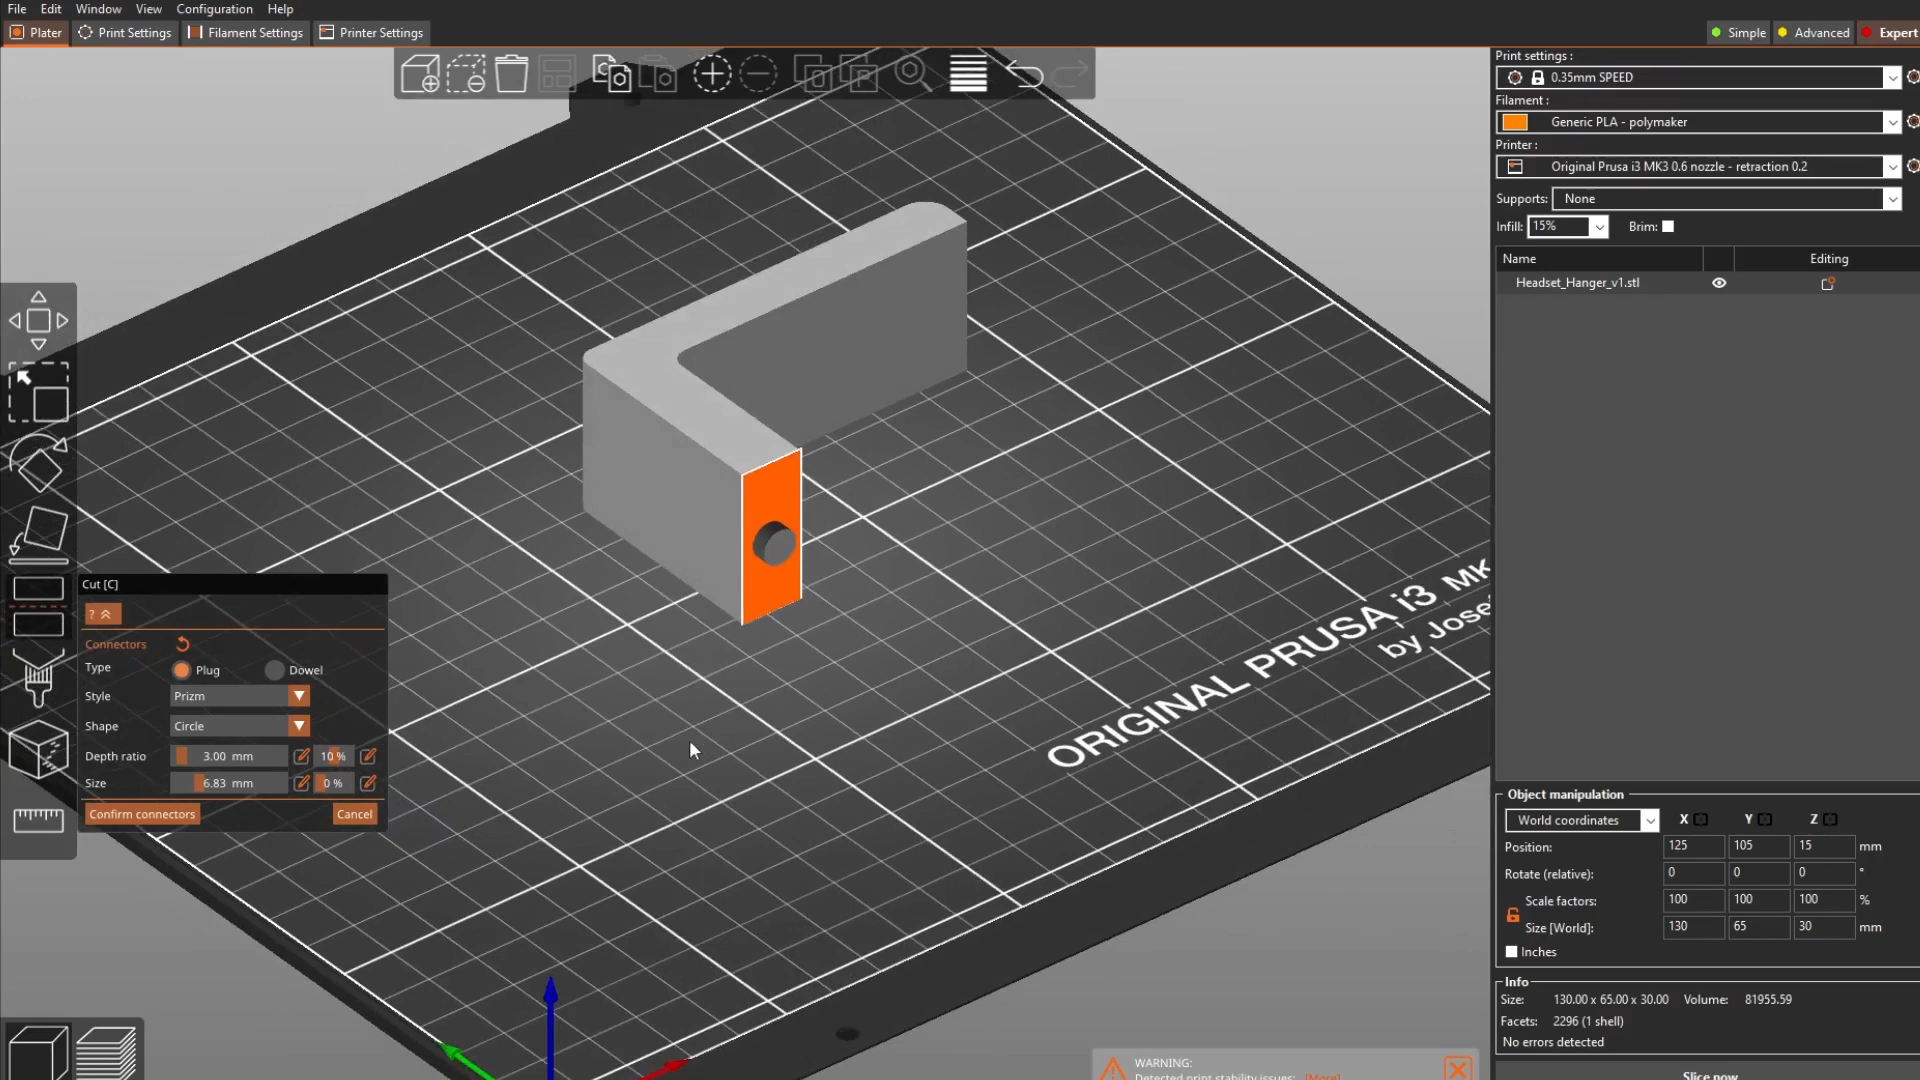 File Edit Window View Configuration Help
Plater Print Settings Filament Settings Printer Settings
Simple Advanced Expert
Print settings :
0.35mm SPEED
Filament :
Generic PLA - polymaker
Printer :
Original Prusa i3 MK3 0.6 nozzle - retraction 0.2
Supports: None
Infill: 15% Brim:
Name Editing
Headset_Hanger_v1.stl
ORIGINAL PRUSA i3 MK
by Jose
Cut [C]
?
Connectors
Type Plug Dowel
Style Prizm
Shape Circle
Depth ratio 3.00 mm 10 %
Size 6.83 mm 0 %
Confirm connectors Cancel
Object manipulation
World coordinates X Y Z
Position: 125 105 15 mm
Rotate (relative): 0 0 0 °
Scale factors: 100 100 100 %
Size [World]: 130 65 30 mm
Inches
Info
Size: 130.00 x 65.00 x 30.00 Volume: 81955.59
Facets: 2296 (1 shell)
No errors detected
Slice now
WARNING:
Detected print stability issues: [More]